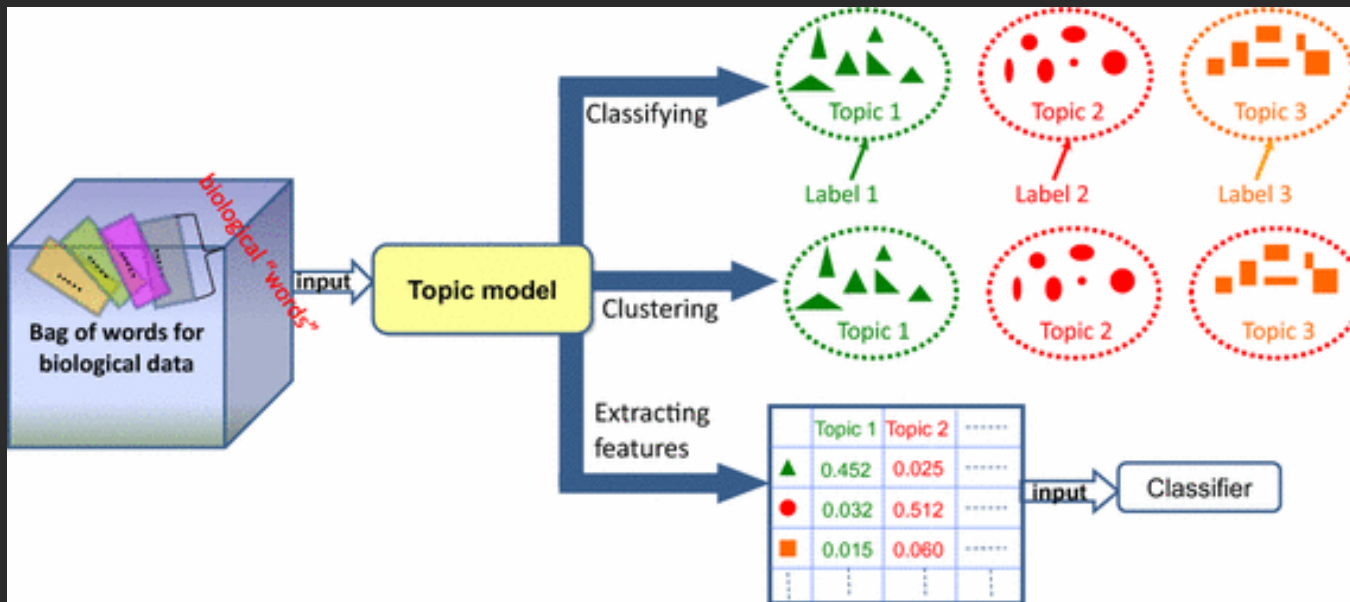 Classifying
Topic 1
Topic 2
Topic 3
Label 1
Label 2
Label 3
biological "words"
Bag of words for
biological data
input
Topic model
Clustering
Topic 1
Topic 2
Topic 3
Extracting
features
Topic 1 Topic 2 ······
0.452 0.025 ······
0.032 0.512 ······
0.015 0.060 ······
input
Classifier